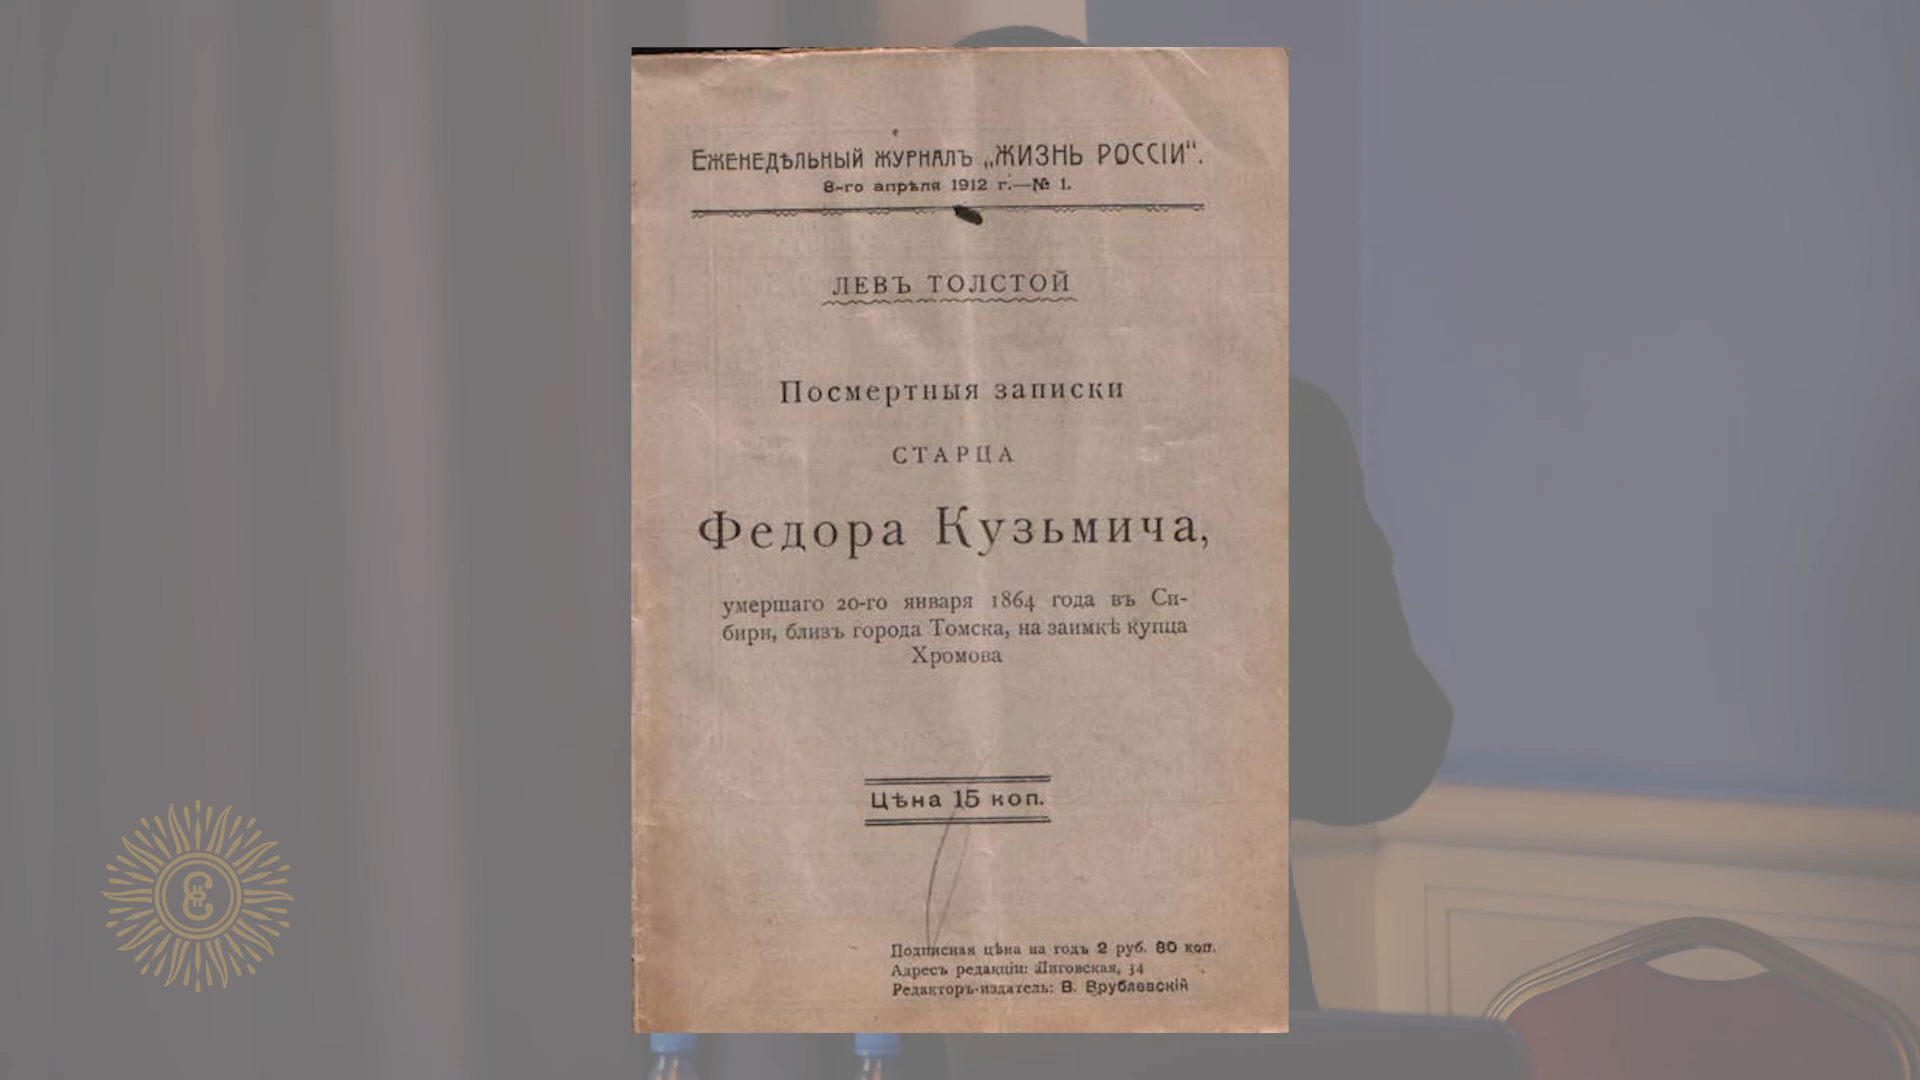 Еженедѣльный журналъ „ЖИЗНЬ РОССІИ“.
8-го апрѣля 1912 г.—№ 1.
ЛЕВЪ ТОЛСТОЙ
Посмертныя записки
СТАРЦА
Федора Кузьмича,
умершаго 20-го января 1864 года въ Си-
бири, близъ города Томска, на заимкѣ купца
Хромова
Цѣна 15 коп.
Подписная цѣна на годъ 2 руб. 80 коп.
Адресъ редакціи: Лиговская, 34
Редакторъ-издатель: В. Врублевскій